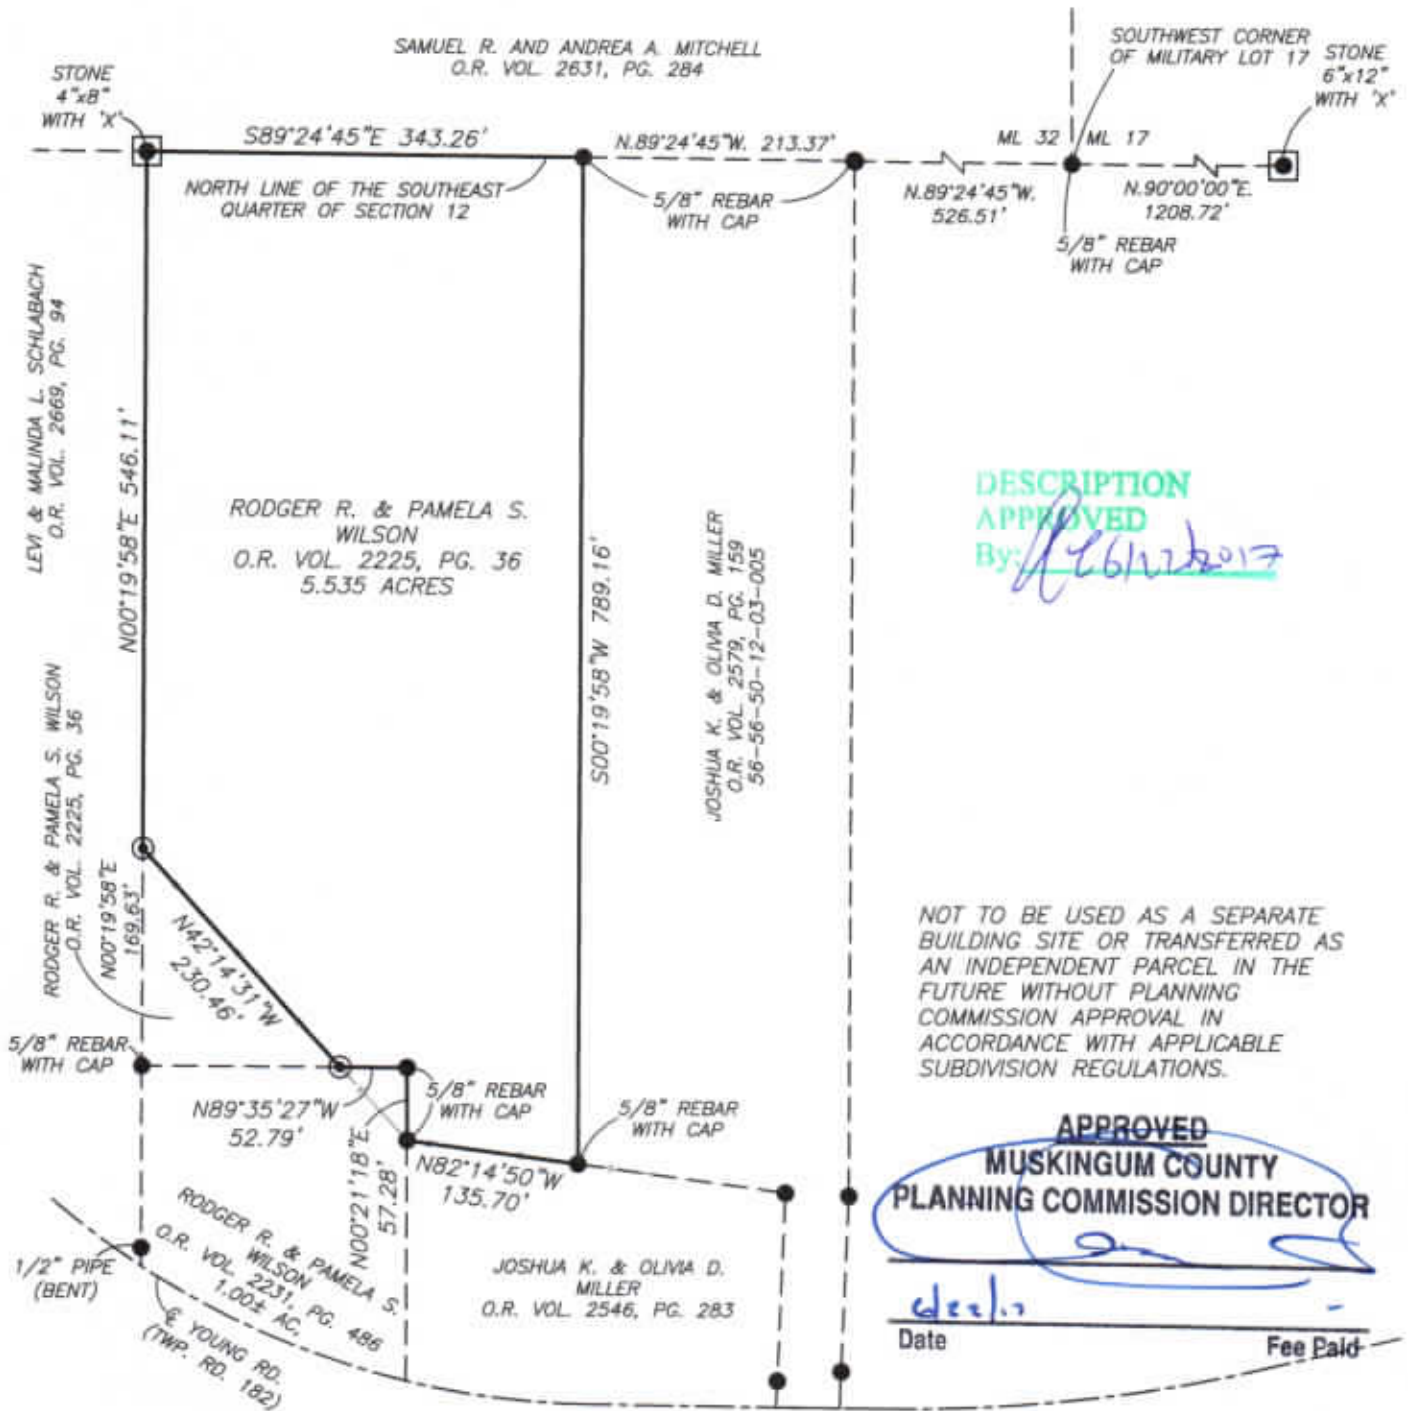 SAMUEL R. AND ANDREA A. MITCHELL
O.R. VOL. 2631, PG. 284
SOUTHWEST CORNER
OF MILITARY LOT 17
STONE
6"x12"
WITH 'X'
STONE
4"x8"
WITH 'X'
S89°24'45"E 343.26'
N.89°24'45"W. 213.37'
ML 32
ML 17
NORTH LINE OF THE SOUTHEAST
QUARTER OF SECTION 12
5/8" REBAR
WITH CAP
N.89°24'45"W.
526.51'
N.90°00'00"E.
1208.72'
5/8" REBAR
WITH CAP
LEVI & MALINDA L. SCHLABACH
O.R. VOL. 2669, PG. 94
N00°19'58"E 546.11'
RODGER R. & PAMELA S.
WILSON
O.R. VOL. 2225, PG. 36
5.535 ACRES
S00°19'58"W 789.16'
JOSHUA K. & OLIVIA D. MILLER
O.R. VOL. 2579, PG. 159
56-56-50-12-03-005
DESCRIPTION
APPROVED
By:
RODGER R. & PAMELA S. WILSON
O.R. VOL. 2225, PG. 36
N00°19'58"E
169.63'
N42°14'31"W
230.46'
NOT TO BE USED AS A SEPARATE
BUILDING SITE OR TRANSFERRED AS
AN INDEPENDENT PARCEL IN THE
FUTURE WITHOUT PLANNING
COMMISSION APPROVAL IN
ACCORDANCE WITH APPLICABLE
SUBDIVISION REGULATIONS.
5/8" REBAR
WITH CAP
N89°35'27"W
52.79'
5/8" REBAR
WITH CAP
5/8" REBAR
WITH CAP
N00°21'18"E
57.28'
N82°14'50"W
135.70'
APPROVED
MUSKINGUM COUNTY
PLANNING COMMISSION DIRECTOR
RODGER R. & PAMELA S.
WILSON
O.R. VOL. 2231, PG. 486
1.00± AC.
1/2" PIPE
(BENT)
JOSHUA K. & OLIVIA D.
MILLER
O.R. VOL. 2546, PG. 283
℄ YOUNG RD.
(TWP. RD. 182)
Date
Fee Paid